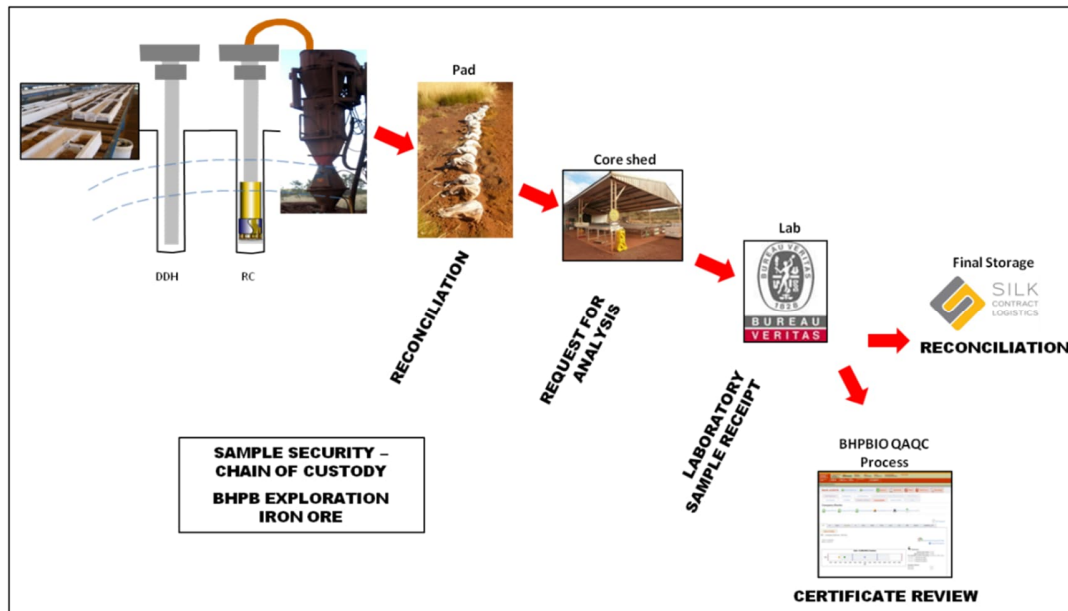 Pad
Core shed
Lab
Final Storage
DDH
RC
BUREAU VERITAS
1828
BUREAU
VERITAS
SILK
CONTRACT
LOGISTICS
RECONCILIATION
RECONCILIATION
REQUEST FOR
ANALYSIS
LABORATORY
SAMPLE RECEIPT
SAMPLE SECURITY –
CHAIN OF CUSTODY
BHPB EXPLORATION
IRON ORE
BHPBIO QAQC
Process
CERTIFICATE REVIEW